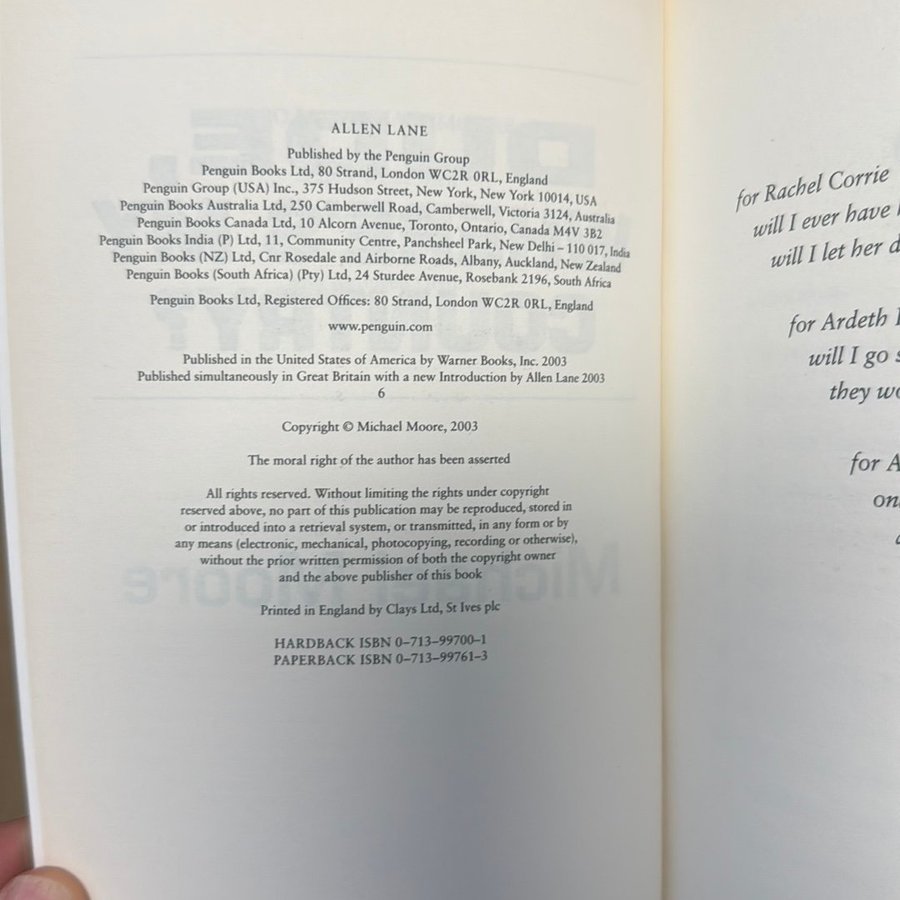 ALLEN LANE
Published by the Penguin Group
Penguin Books Ltd, 80 Strand, London WC2R 0RL, England
Penguin Group (USA) Inc., 375 Hudson Street, New York, New York 10014, USA
Penguin Books Australia Ltd, 250 Camberwell Road, Camberwell, Victoria 3124, Australia
Penguin Books Canada Ltd, 10 Alcorn Avenue, Toronto, Ontario, Canada M4V 3B2
Penguin Books India (P) Ltd, 11, Community Centre, Panchsheel Park, New Delhi – 110 017, India
Penguin Books (NZ) Ltd, Cnr Rosedale and Airborne Roads, Albany, Auckland, New Zealand
Penguin Books (South Africa) (Pty) Ltd, 24 Sturdee Avenue, Rosebank 2196, South Africa
Penguin Books Ltd, Registered Offices: 80 Strand, London WC2R 0RL, England
www.penguin.com
Published in the United States of America by Warner Books, Inc. 2003
Published simultaneously in Great Britain with a new Introduction by Allen Lane 2003
6
Copyright © Michael Moore, 2003
The moral right of the author has been asserted
All rights reserved. Without limiting the rights under copyright
reserved above, no part of this publication may be reproduced, stored in
or introduced into a retrieval system, or transmitted, in any form or by
any means (electronic, mechanical, photocopying, recording or otherwise),
without the prior written permission of both the copyright owner
and the above publisher of this book
Printed in England by Clays Ltd, St Ives plc
HARDBACK ISBN 0–713–99700–1
PAPERBACK ISBN 0–713–99761–3
for Rachel Corrie
will I ever have
will I let her
for Ardeth
will I go
they
for